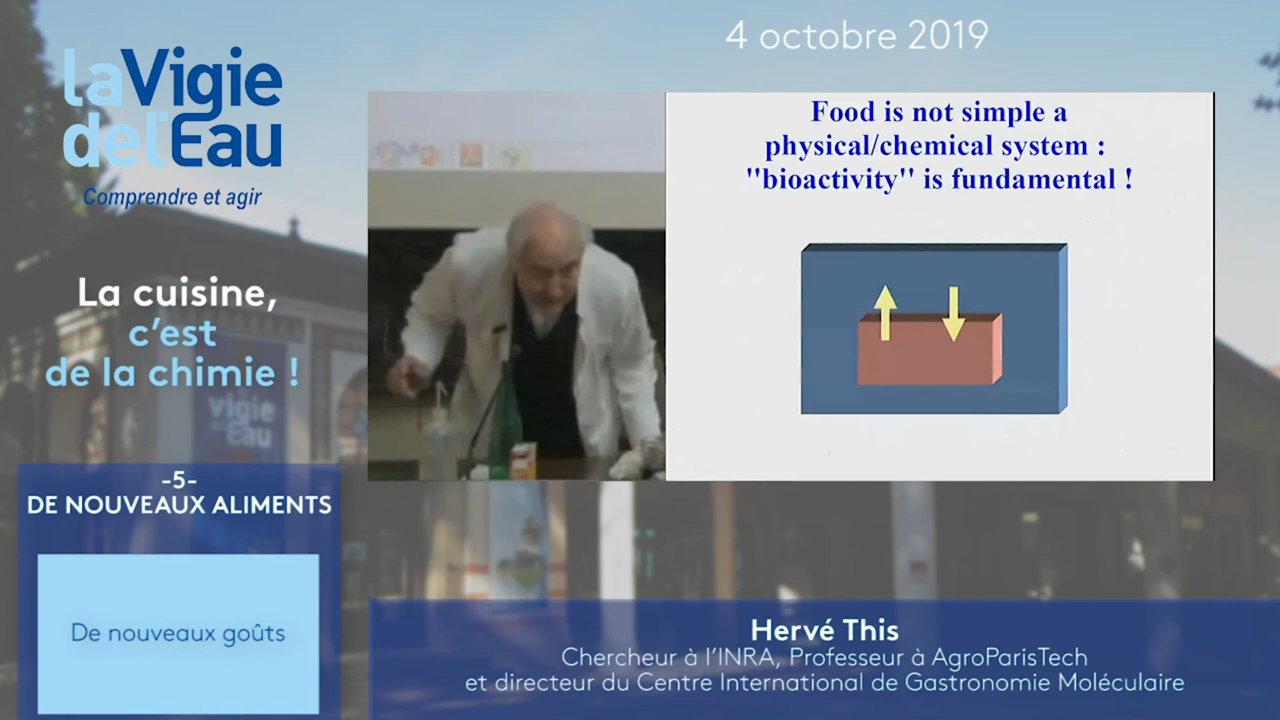 4 octobre 2019
laVigie
del'Eau
Comprendre et agir
La cuisine,
c'est
de la chimie !
vigie
Eau
-5-
DE NOUVEAUX ALIMENTS
De nouveaux goûts
Food is not simple a
physical/chemical system :
"bioactivity" is fundamental !
Hervé This
Chercheur à l'INRA, Professeur à AgroParisTech
et directeur du Centre International de Gastronomie Moléculaire